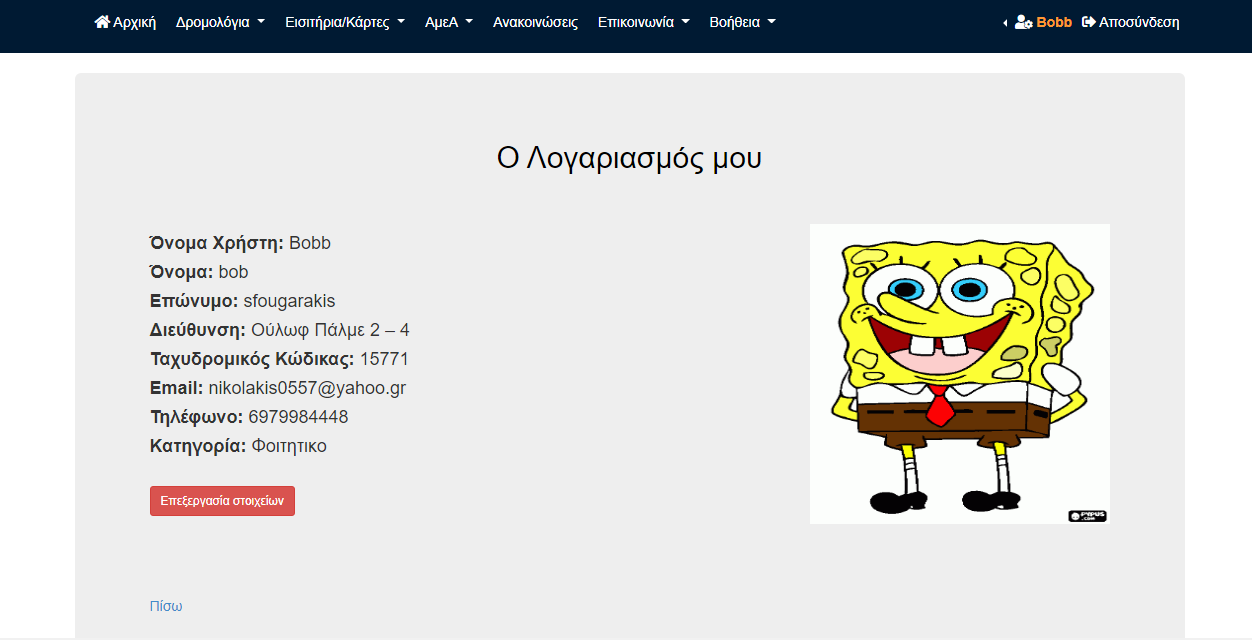 Αρχική Δρομολόγια Εισιτήρια/Κάρτες ΑμεΑ Ανακοινώσεις Επικοινωνία Βοήθεια Bobb Αποσύνδεση
Ο Λογαριασμός μου
Όνομα Χρήστη: Bobb
Όνομα: bob
Επώνυμο: sfougarakis
Διεύθυνση: Ούλωφ Πάλμε 2 – 4
Ταχυδρομικός Κώδικας: 15771
Email: nikolakis0557@yahoo.gr
Τηλέφωνο: 6979984448
Κατηγορία: Φοιτητικο
Επεξεργασία στοιχείων
Πίσω